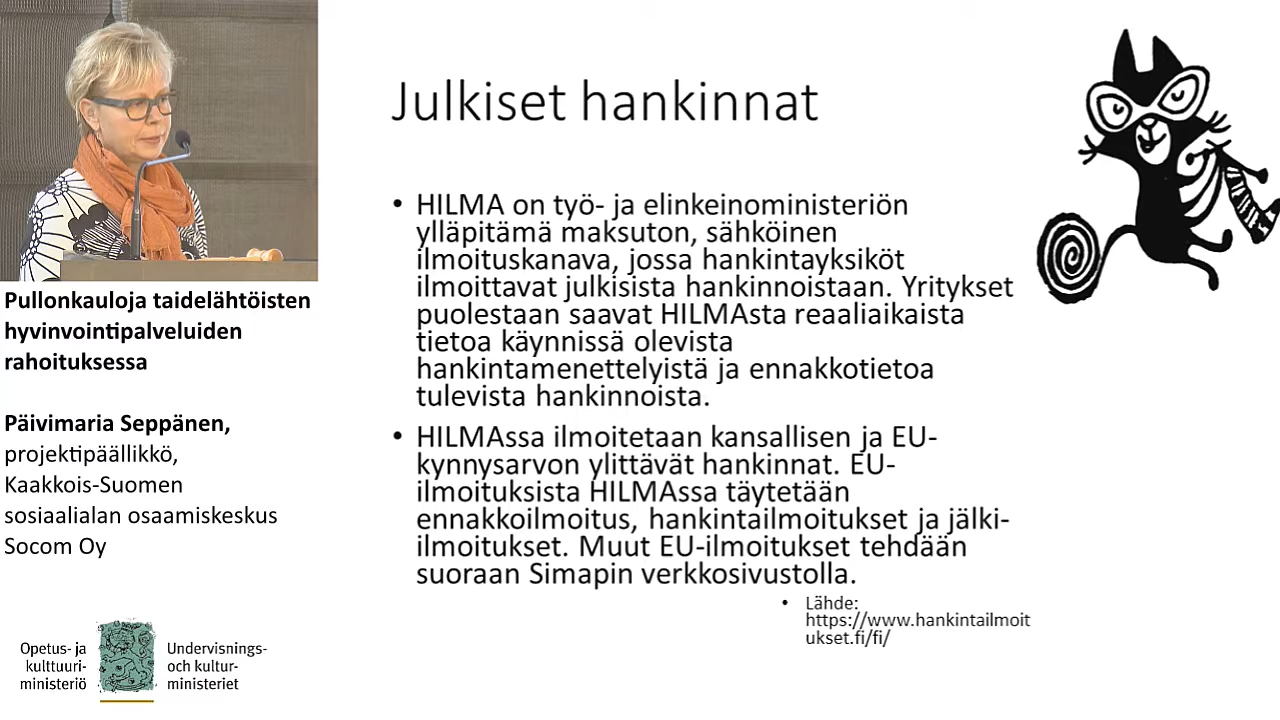 Julkiset hankinnat
• HILMA on työ- ja elinkeinoministeriön
ylläpitämä maksuton, sähköinen
ilmoituskanava, jossa hankintayksiköt
ilmoittavat julkisista hankinnoistaan. Yritykset
puolestaan saavat HILMAsta reaaliaikaista
tietoa käynnissä olevista
hankintamenettelyistä ja ennakkotietoa
tulevista hankinnoista.
• HILMAssa ilmoitetaan kansallisen ja EU-
kynnysarvon ylittävät hankinnat. EU-
ilmoituksista HILMAssa täytetään
ennakkoilmoitus, hankintailmoitukset ja jälki-
ilmoitukset. Muut EU-ilmoitukset tehdään
suoraan Simapin verkkosivustolla.
• Lähde:
https://www.hankintailmoit
ukset.fi/fi/
Pullonkauloja taidelähtöisten
hyvinvointipalveluiden
rahoituksessa
Päivimaria Seppänen,
projektipäällikkö,
Kaakkois-Suomen
sosiaalialan osaamiskeskus
Socom Oy
Opetus- ja
kulttuuri-
ministeriö
Undervisnings-
och kultur-
ministeriet